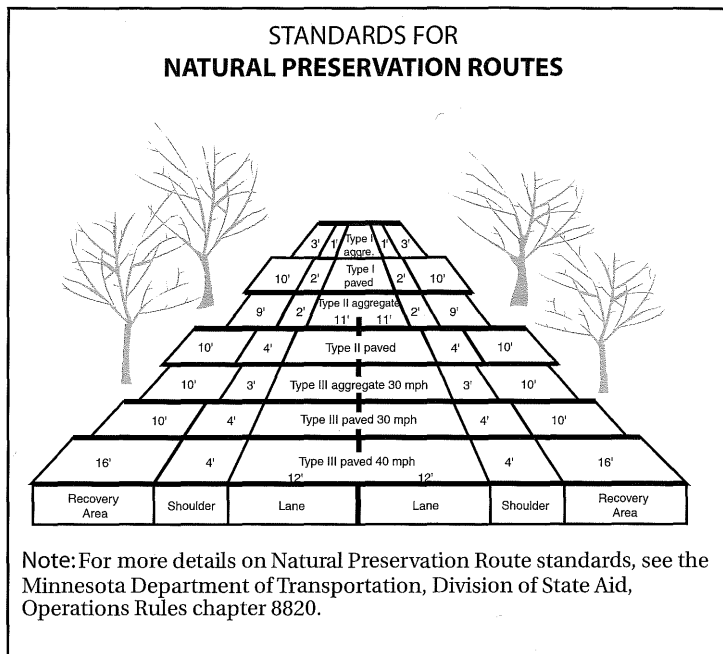 STANDARDS FOR
NATURAL PRESERVATION ROUTES
3' 1' Type I aggre. 1' 3'
10' 2' Type I paved 2' 10'
9' 2' Type II aggregate 11' 11' 2' 9'
10' 4' Type II paved 4' 10'
10' 3' Type III aggregate 30 mph 3' 10'
10' 4' Type III paved 30 mph 4' 10'
16' 4' Type III paved 40 mph 4' 16'
12' 12'
Recovery Area Shoulder Lane Lane Shoulder Recovery Area
Note: For more details on Natural Preservation Route standards, see the
Minnesota Department of Transportation, Division of State Aid,
Operations Rules chapter 8820.